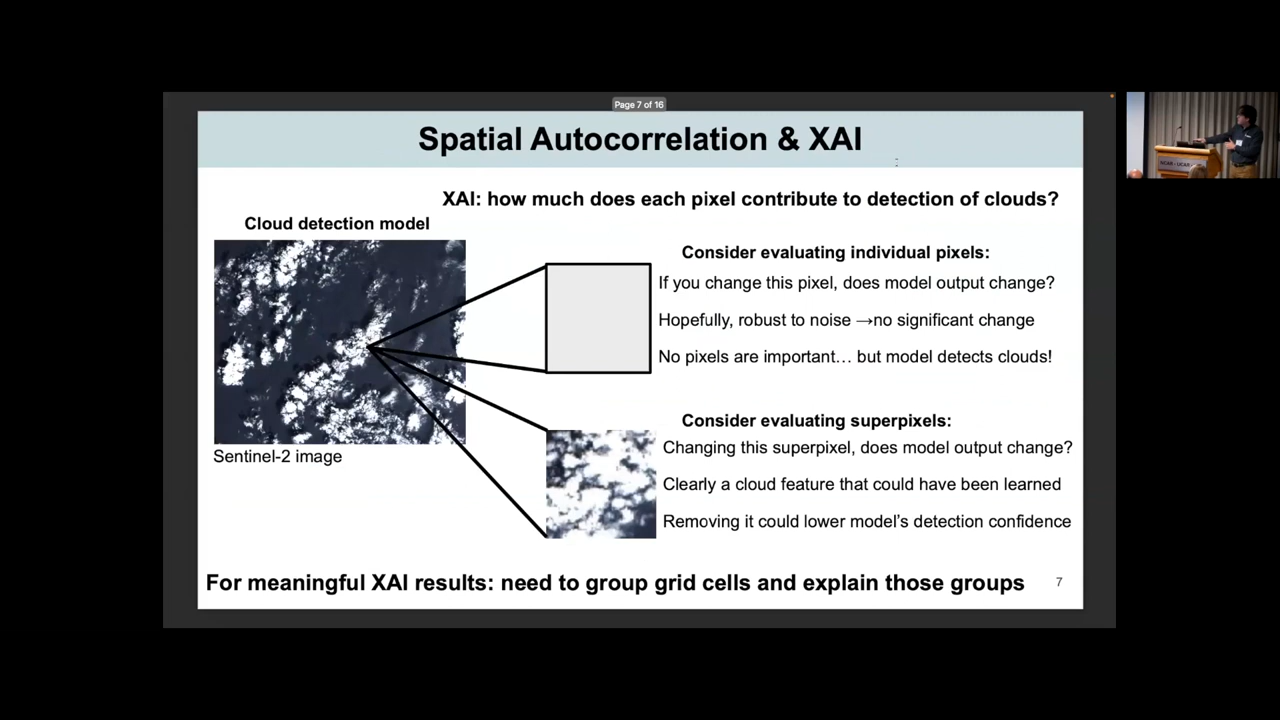 Page 7 of 16
Spatial Autocorrelation & XAI
XAI: how much does each pixel contribute to detection of clouds?
Cloud detection model
Sentinel-2 image
Consider evaluating individual pixels:
If you change this pixel, does model output change?
Hopefully, robust to noise →no significant change
No pixels are important… but model detects clouds!
Consider evaluating superpixels:
Changing this superpixel, does model output change?
Clearly a cloud feature that could have been learned
Removing it could lower model's detection confidence
For meaningful XAI results: need to group grid cells and explain those groups
7